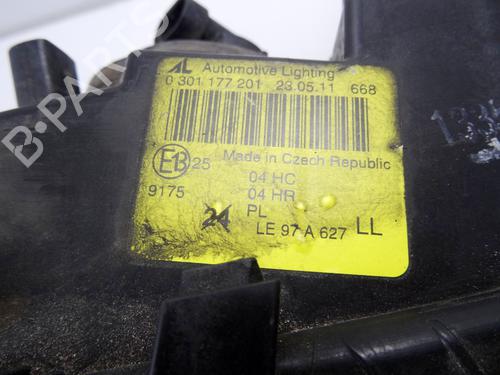 AL Automotive Lighting
0 301 177 201 23.05.11 668
E13 25 Made in Czech Republic
9175 04 HC
04 HR
24 PL
LE 97 A 627 LL
B-PARTS